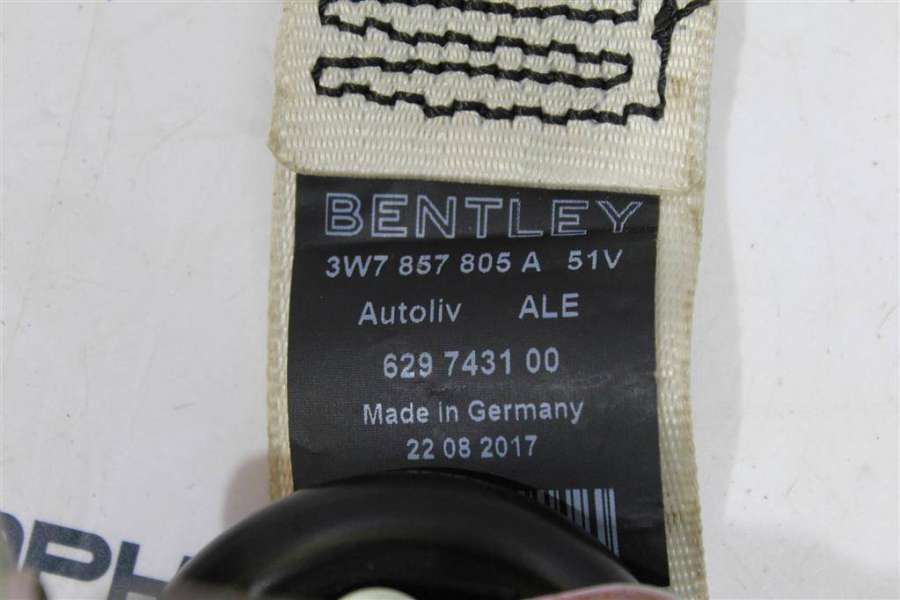 BENTLEY
3W7 857 805 A 51V
Autoliv ALE
629 7431 00
Made in Germany
22 08 2017